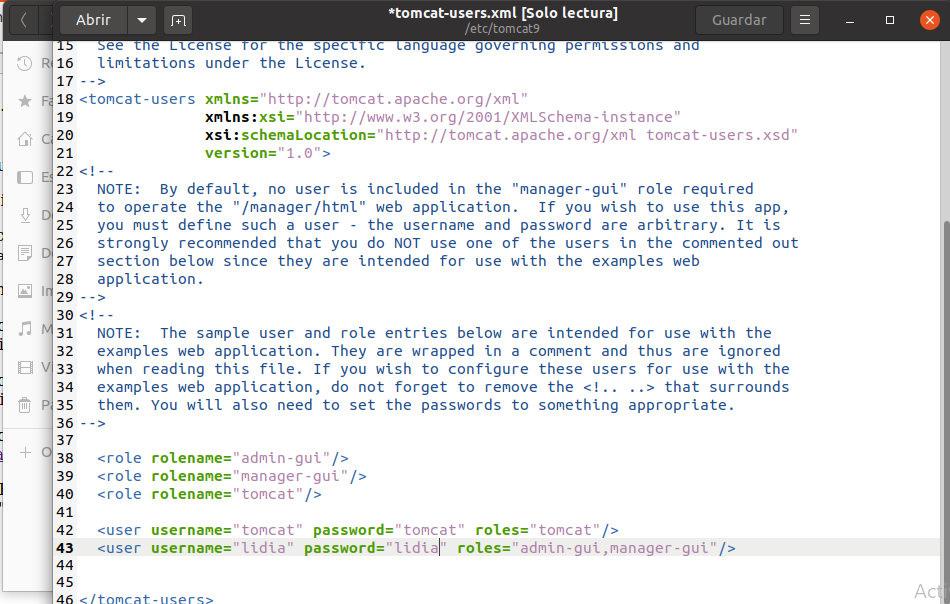 Abrir
*tomcat-users.xml [Solo lectura]
/etc/tomcat9
Guardar
15   See the License for the specific language governing permissions and
16   limitations under the License.
17 -->
18 <tomcat-users xmlns="http://tomcat.apache.org/xml"
19               xmlns:xsi="http://www.w3.org/2001/XMLSchema-instance"
20               xsi:schemaLocation="http://tomcat.apache.org/xml tomcat-users.xsd"
21               version="1.0">
22 <!--
23   NOTE:  By default, no user is included in the "manager-gui" role required
24   to operate the "/manager/html" web application.  If you wish to use this app,
25   you must define such a user - the username and password are arbitrary. It is
26   strongly recommended that you do NOT use one of the users in the commented out
27   section below since they are intended for use with the examples web
28   application.
29 -->
30 <!--
31   NOTE:  The sample user and role entries below are intended for use with the
32   examples web application. They are wrapped in a comment and thus are ignored
33   when reading this file. If you wish to configure these users for use with the
34   examples web application, do not forget to remove the <!.. ..> that surrounds
35   them. You will also need to set the passwords to something appropriate.
36 -->
37
38   <role rolename="admin-gui"/>
39   <role rolename="manager-gui"/>
40   <role rolename="tomcat"/>
41
42   <user username="tomcat" password="tomcat" roles="tomcat"/>
43   <user username="lidia" password="lidia" roles="admin-gui,manager-gui"/>
44
45
46 </tomcat-users>